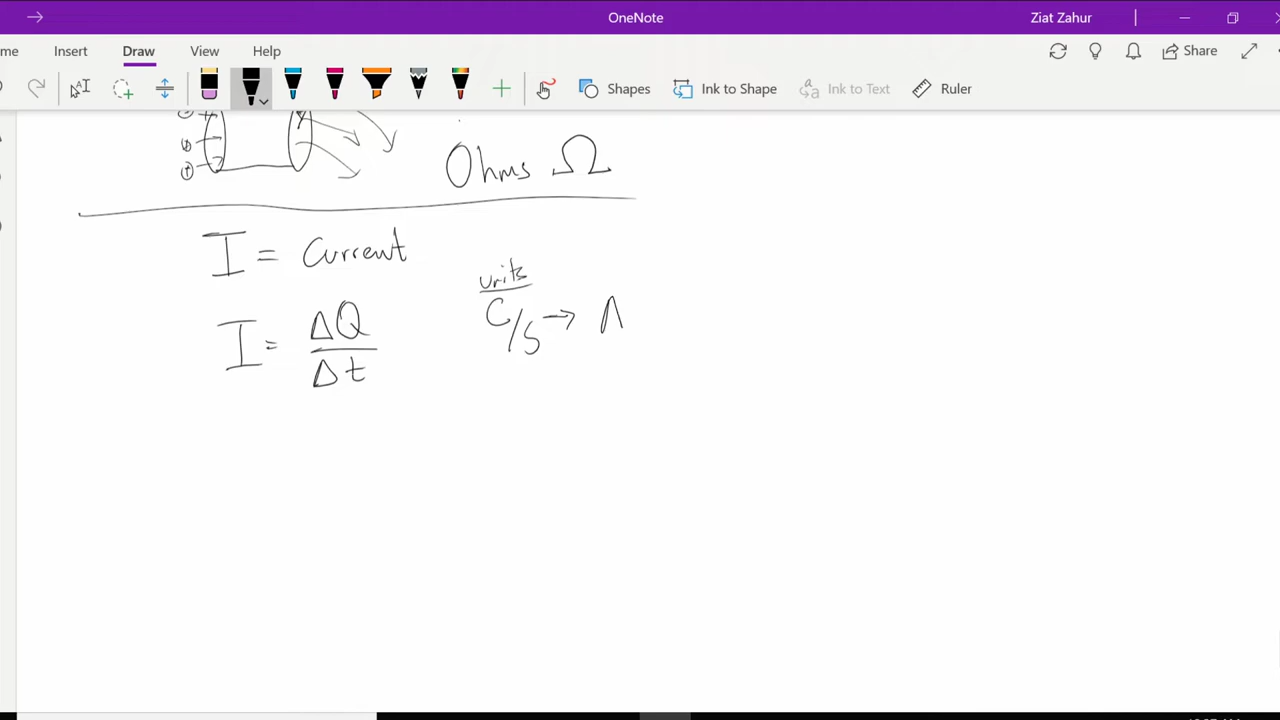 OneNote
Ziat Zahur
me Insert Draw View Help Share
Shapes Ink to Shape Ink to Text Ruler
Ohms Ω
I = Current
units
I = ΔQ/Δt
C/s →